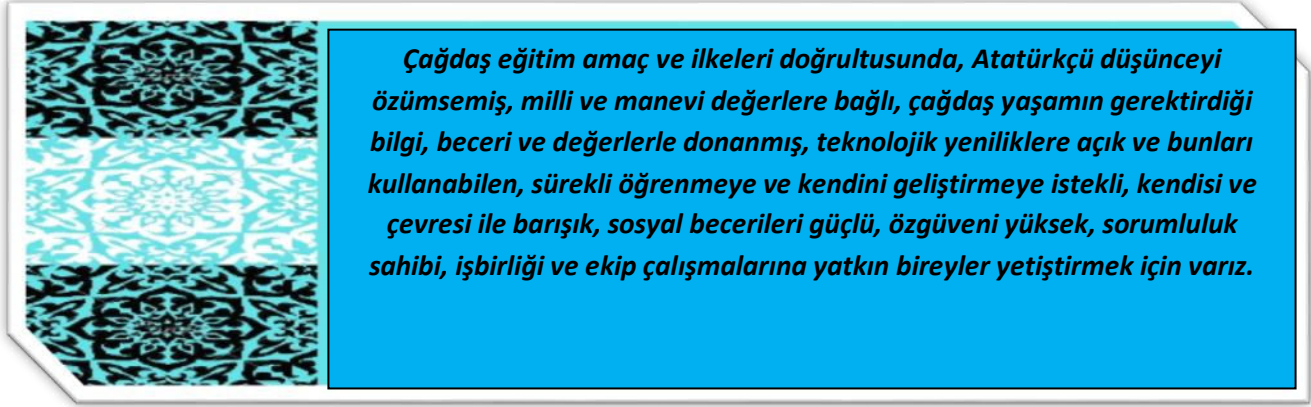 Çağdaş eğitim amaç ve ilkeleri doğrultusunda, Atatürkçü düşünceyi
özümsemiş, milli ve manevi değerlere bağlı, çağdaş yaşamın gerektirdiği
bilgi, beceri ve değerlerle donanmış, teknolojik yeniliklere açık ve bunları
kullanabilen, sürekli öğrenmeye ve kendini geliştirmeye istekli, kendisi ve
çevresi ile barışık, sosyal becerileri güçlü, özgüveni yüksek, sorumluluk
sahibi, işbirliği ve ekip çalışmalarına yatkın bireyler yetiştirmek için varız.